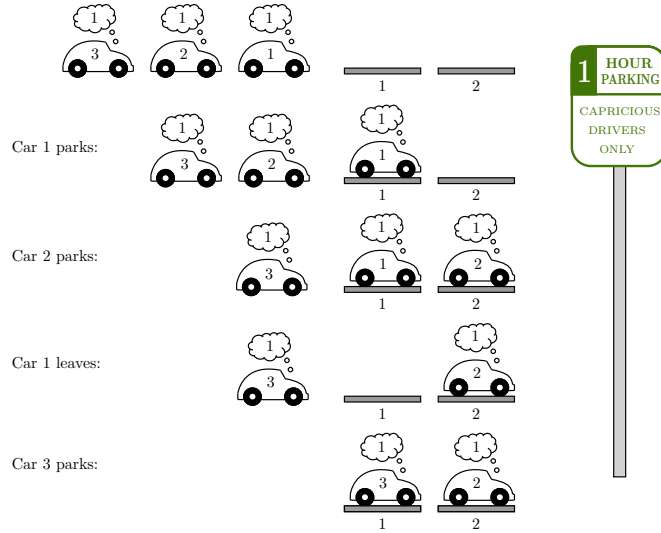 1 1 1
3 2 1
1 2
1 HOUR
PARKING
CAPRICIOUS
DRIVERS
ONLY
Car 1 parks:
1 1 1
3 2 1
1 2
Car 2 parks:
1 1 1
3 1 2
1 2
Car 1 leaves:
1 1
3 2
1 2
Car 3 parks:
1 1
3 2
1 2